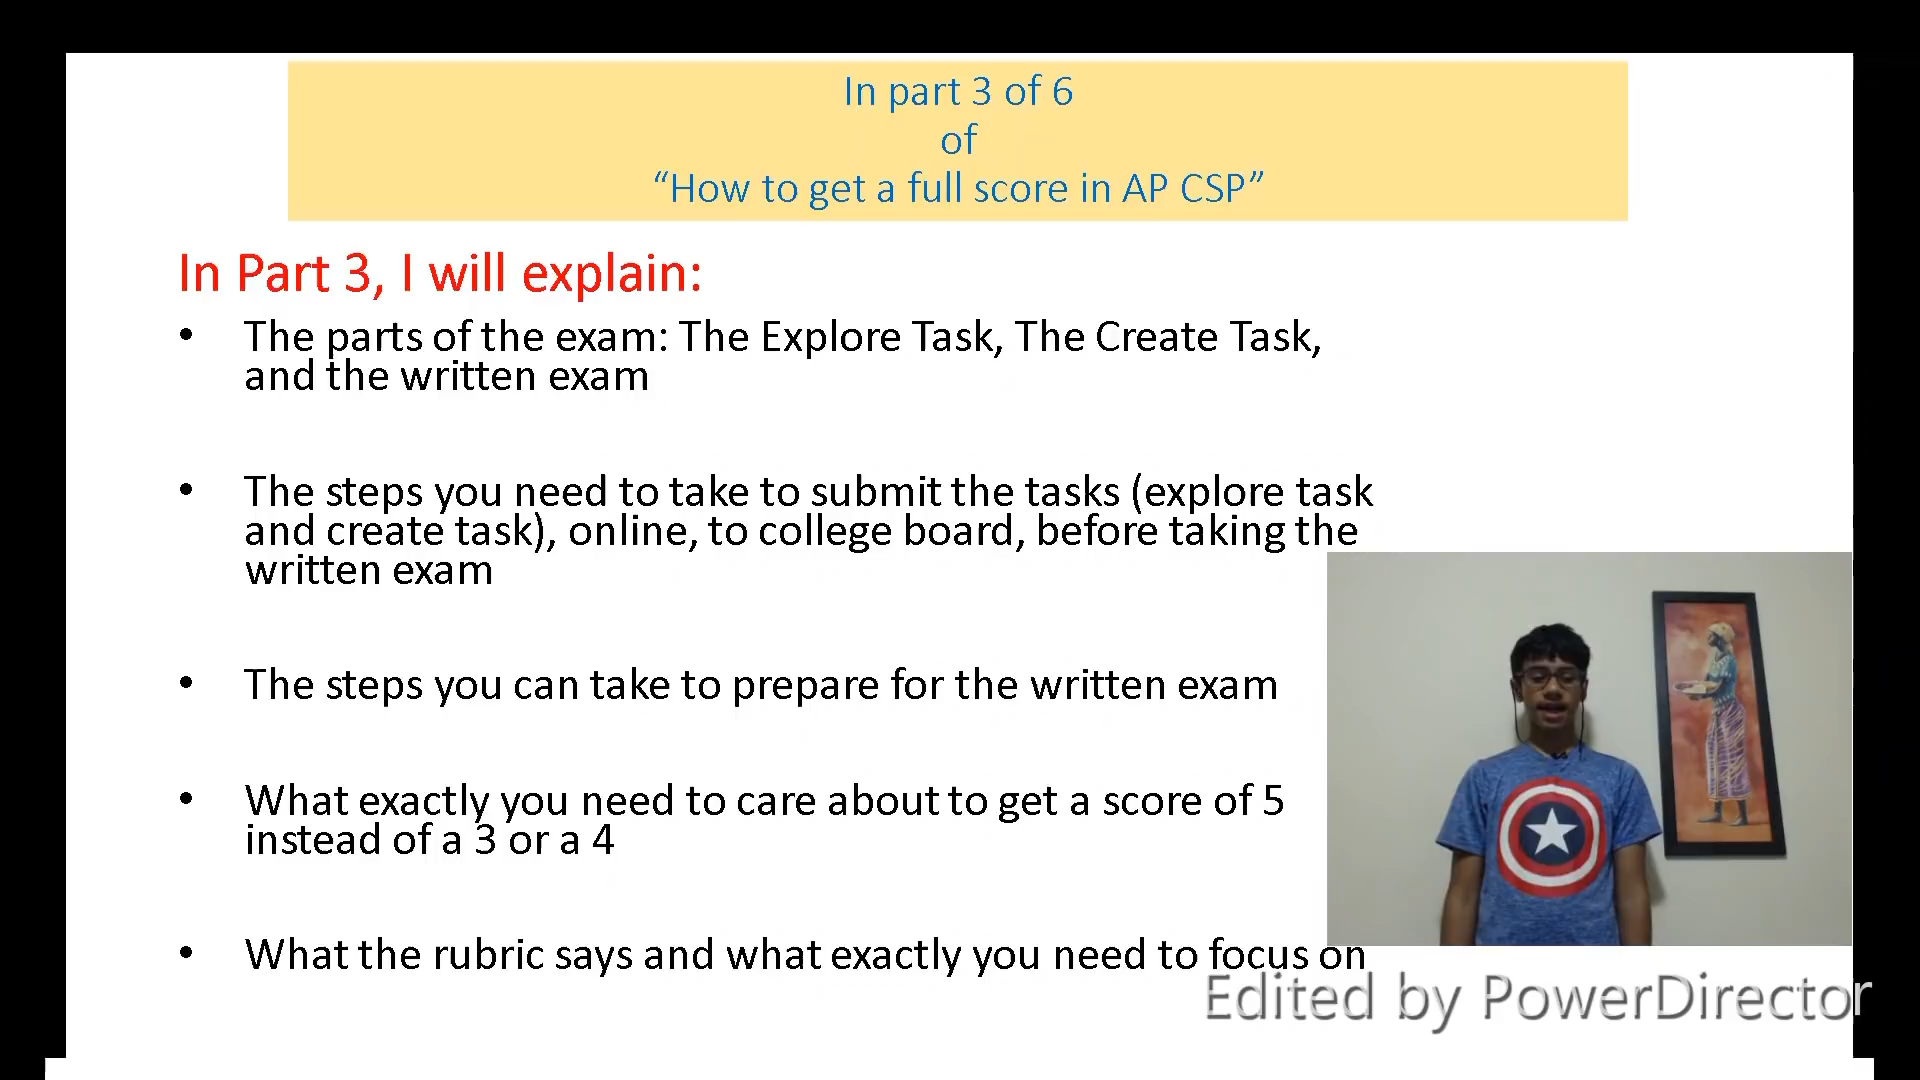 In part 3 of 6
of
“How to get a full score in AP CSP”
In Part 3, I will explain:
• The parts of the exam: The Explore Task, The Create Task,
and the written exam
• The steps you need to take to submit the tasks (explore task
and create task), online, to college board, before taking the
written exam
• The steps you can take to prepare for the written exam
• What exactly you need to care about to get a score of 5
instead of a 3 or a 4
• What the rubric says and what exactly you need to focus on
Edited by PowerDirector